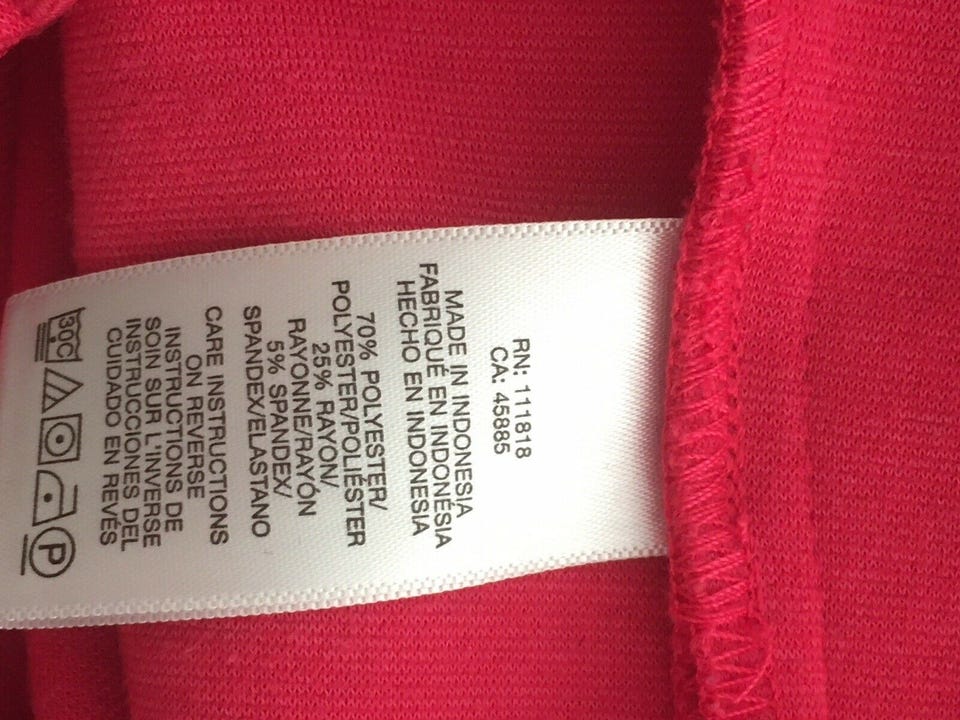 RN: 111818
CA: 45885
MADE IN INDONESIA
FABRIQUÉ EN INDONÉSIA
HECHO EN INDONESIA
70% POLYESTER/
POLYESTER/POLIÉSTER
25% RAYON/
RAYONNE/RAYÓN
5% SPANDEX/
SPANDEX/ELASTANO
CARE INSTRUCTIONS
ON REVERSE
INSTRUCTIONS DE
SOIN SUR L'INVERSE
INSTRUCCIONES DEL
CUIDADO EN REVÉS
30C P